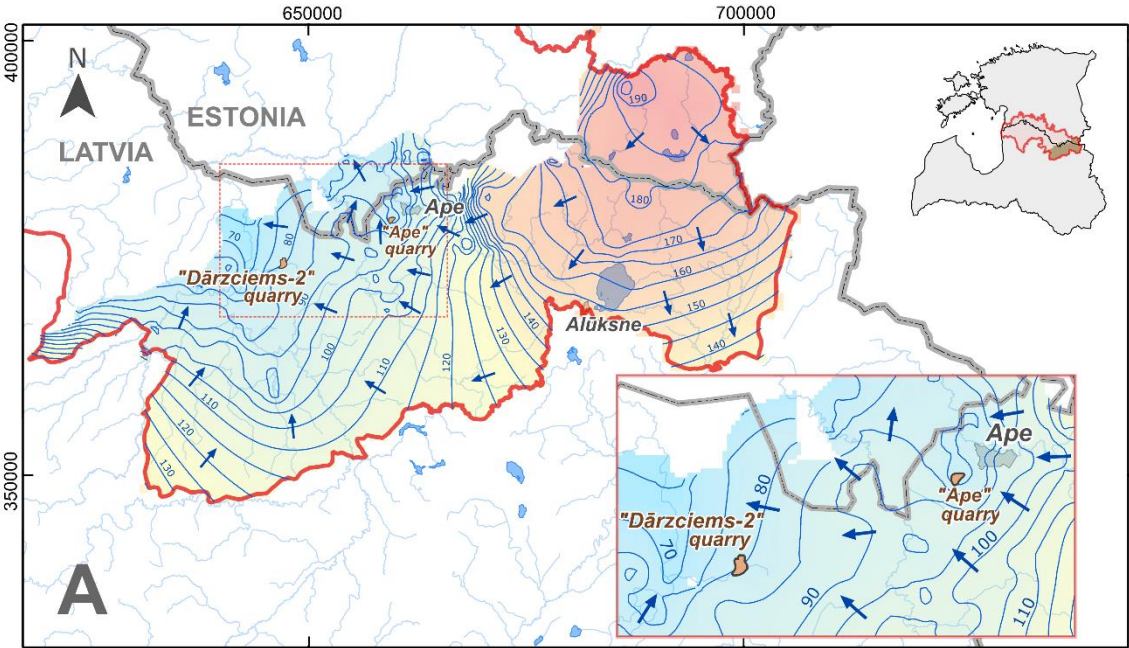 650000
700000
400000
350000
N
ESTONIA
LATVIA
190
180
170
160
150
140
Ape
"Ape"
quarry
70
80
"Dārzciems-2"
quarry
90
100
110
120
130
140
Alūksne
110
120
130
A
Ape
"Ape"
quarry
80
"Dārzciems-2"
quarry
70
90
100
110